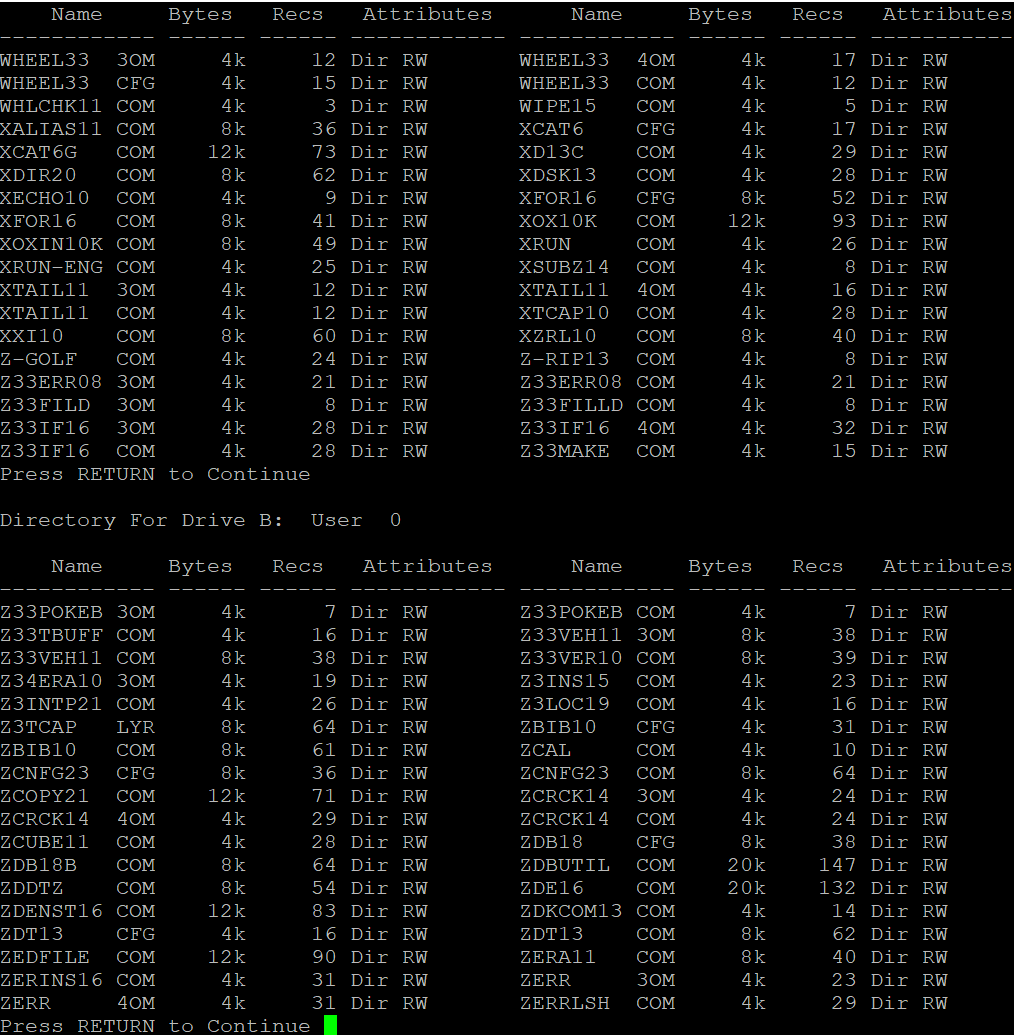 Name     Bytes   Recs   Attributes      Name     Bytes   Recs   Attributes
------------ ------ ------ ------------ ------------ ------ ------ -----------
WHEEL33  3OM     4k     12 Dir RW       WHEEL33  4OM     4k     17 Dir RW
WHEEL33  CFG     4k     15 Dir RW       WHEEL33  COM     4k     12 Dir RW
WHLCHK11 COM     4k      3 Dir RW       WIPE15   COM     4k      5 Dir RW
XALIAS11 COM     8k     36 Dir RW       XCAT6    CFG     4k     17 Dir RW
XCAT6G   COM    12k     73 Dir RW       XD13C    COM     4k     29 Dir RW
XDIR20   COM     8k     62 Dir RW       XDSK13   COM     4k     28 Dir RW
XECHO10  COM     4k      9 Dir RW       XFOR16   CFG     8k     52 Dir RW
XFOR16   COM     8k     41 Dir RW       XOX10K   COM    12k     93 Dir RW
XOXIN10K COM     8k     49 Dir RW       XRUN     COM     4k     26 Dir RW
XRUN-ENG COM     4k     25 Dir RW       XSUBZ14  COM     4k      8 Dir RW
XTAIL11  3OM     4k     12 Dir RW       XTAIL11  4OM     4k     16 Dir RW
XTAIL11  COM     4k     12 Dir RW       XTCAP10  COM     4k     28 Dir RW
XXI10    COM     8k     60 Dir RW       XZRL10   COM     8k     40 Dir RW
Z-GOLF   COM     4k     24 Dir RW       Z-RIP13  COM     4k      8 Dir RW
Z33ERR08 3OM     4k     21 Dir RW       Z33ERR08 COM     4k     21 Dir RW
Z33FILD  3OM     4k      8 Dir RW       Z33FILLD COM     4k      8 Dir RW
Z33IF16  3OM     4k     28 Dir RW       Z33IF16  4OM     4k     32 Dir RW
Z33IF16  COM     4k     28 Dir RW       Z33MAKE  COM     4k     15 Dir RW
Press RETURN to Continue
Directory For Drive B:  User  0
    Name     Bytes   Recs   Attributes      Name     Bytes   Recs   Attributes
------------ ------ ------ ------------ ------------ ------ ------ -----------
Z33POKEB 3OM     4k      7 Dir RW       Z33POKEB COM     4k      7 Dir RW
Z33TBUFF COM     4k     16 Dir RW       Z33VEH11 3OM     8k     38 Dir RW
Z33VEH11 COM     8k     38 Dir RW       Z33VER10 COM     8k     39 Dir RW
Z34ERA10 3OM     4k     19 Dir RW       Z3INS15  COM     4k     23 Dir RW
Z3INTP21 COM     4k     26 Dir RW       Z3LOC19  COM     4k     16 Dir RW
Z3TCAP   LYR     8k     64 Dir RW       ZBIB10   CFG     4k     31 Dir RW
ZBIB10   COM     8k     61 Dir RW       ZCAL     COM     4k     10 Dir RW
ZCNFG23  CFG     8k     36 Dir RW       ZCNFG23  COM     8k     64 Dir RW
ZCOPY21  COM    12k     71 Dir RW       ZCRCK14  3OM     4k     24 Dir RW
ZCRCK14  4OM     4k     29 Dir RW       ZCRCK14  COM     4k     24 Dir RW
ZCUBE11  COM     4k     28 Dir RW       ZDB18    CFG     8k     38 Dir RW
ZDB18B   COM     8k     64 Dir RW       ZDBUTIL  COM    20k    147 Dir RW
ZDDTZ    COM     8k     54 Dir RW       ZDE16    COM    20k    132 Dir RW
ZDENST16 COM    12k     83 Dir RW       ZDKCOM13 COM     4k     14 Dir RW
ZDT13    CFG     4k     16 Dir RW       ZDT13    COM     8k     62 Dir RW
ZEDFILE  COM    12k     90 Dir RW       ZERA11   COM     8k     40 Dir RW
ZERINS16 COM     4k     31 Dir RW       ZERR     3OM     4k     23 Dir RW
ZERR     4OM     4k     31 Dir RW       ZERRLSH  COM     4k     29 Dir RW
Press RETURN to Continue